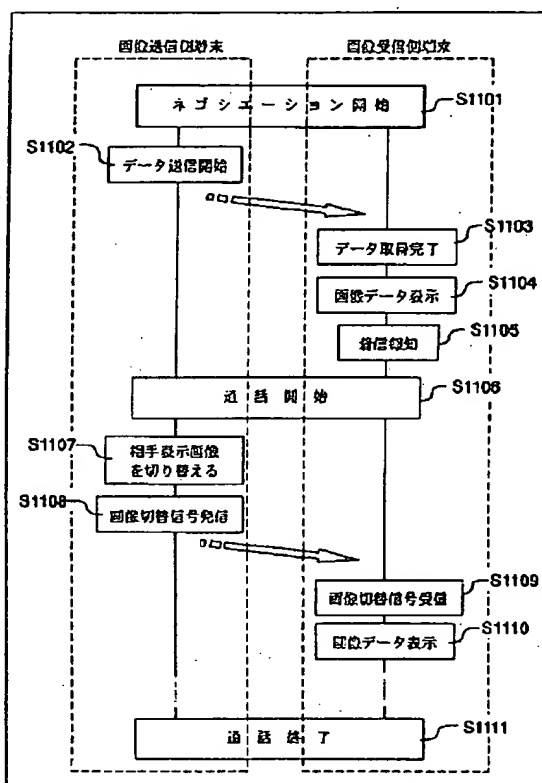 画像送信側端末
画像受信側端末
ネゴシエーション開始
S1101
S1102
データ送信開始
S1103
データ取得完了
S1104
画像データ表示
S1105
着信報知
S1106
通話開始
S1107
相手表示画像
を切り替える
S1108
画像切替信号発信
S1109
画像切替信号受信
S1110
画像データ表示
S1111
通話終了